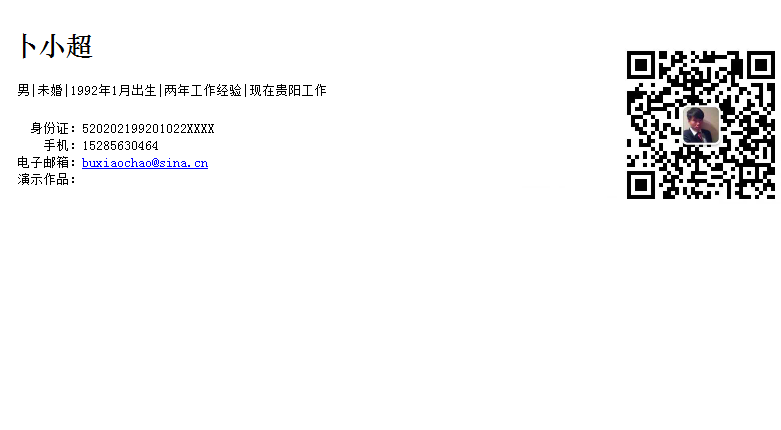 卜小超
男|未婚|1992年1月出生|两年工作经验|现在贵阳工作
身份证：520202199201022XXXX
手机：15285630464
电子邮箱：buxiaochao@sina.cn
演示作品：